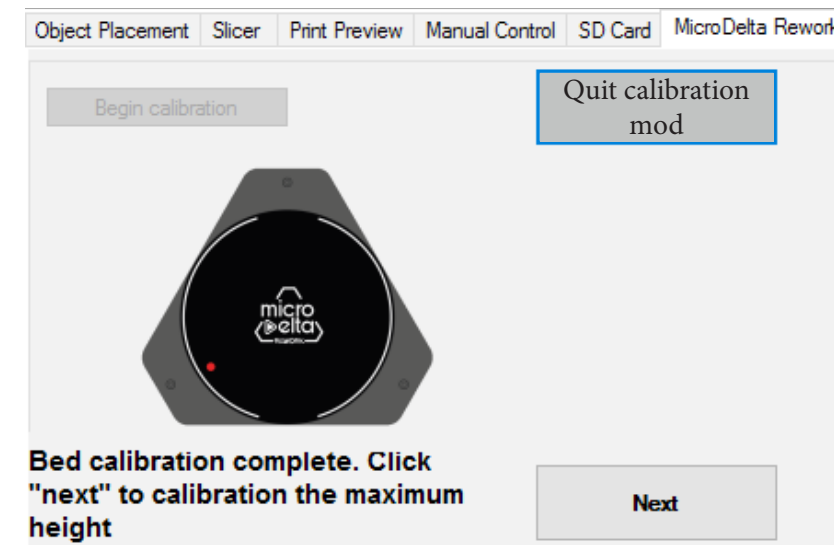 Object Placement Slicer Print Preview Manual Control SD Card MicroDelta Rework
Begin calibration
Quit calibration
mod
micro
Delta
REWORK
Bed calibration complete. Click
"next" to calibration the maximum
height
Next